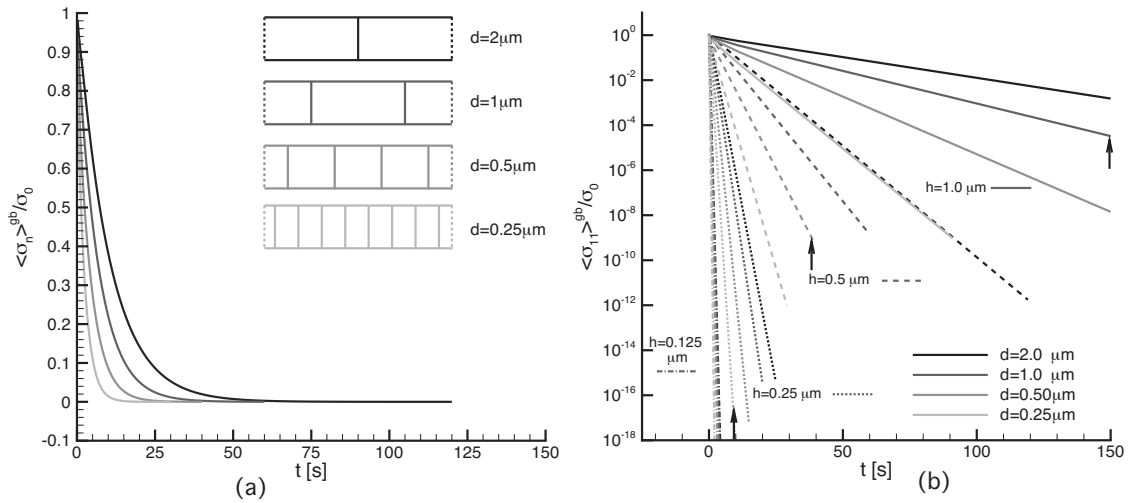 1
0.9
0.8
0.7
0.6
0.5
0.4
0.3
0.2
0.1
0
-0.1
<σn>gb/σ0
0 25 50 75 100 125 150
t [s]
(a)
d=2μm
d=1μm
d=0.5μm
d=0.25μm
10^0
10^-2
10^-4
10^-6
10^-8
10^-10
10^-12
10^-14
10^-16
10^-18
<σ11>gb/σ0
0 50 100 150
t [s]
(b)
h=1.0 μm
h=0.5 μm
h=0.125
μm
h=0.25 μm
d=2.0 μm
d=1.0 μm
d=0.50μm
d=0.25μm